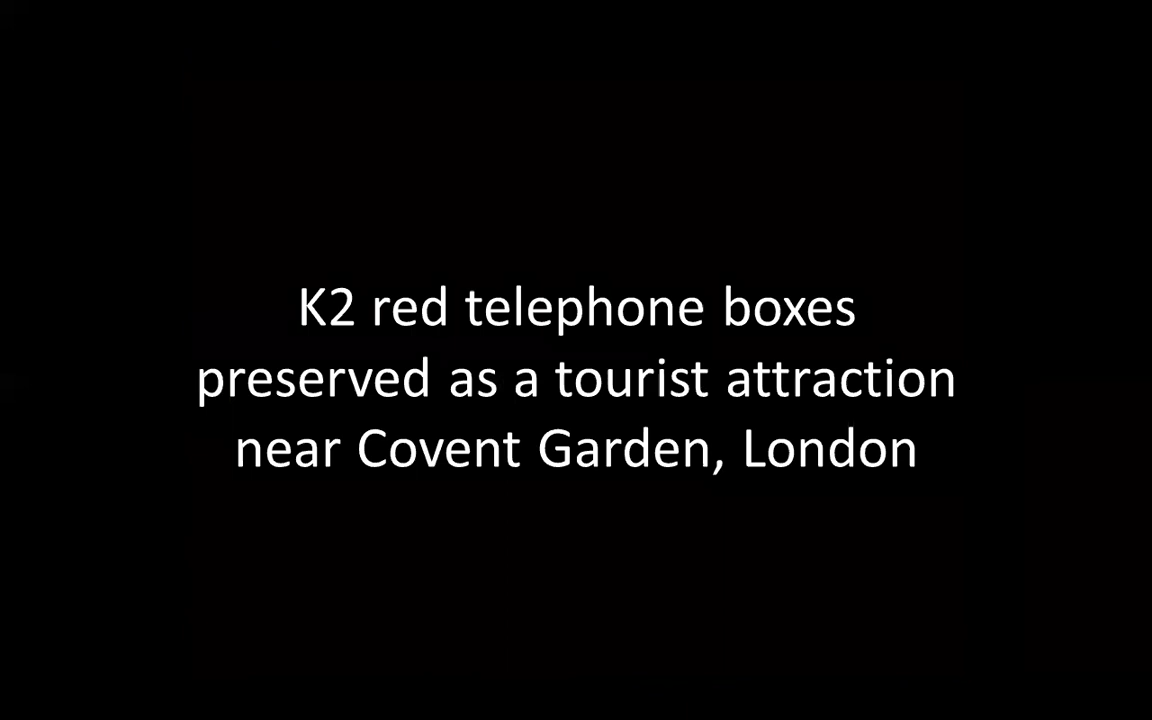 K2 red telephone boxes
preserved as a tourist attraction
near Covent Garden, London